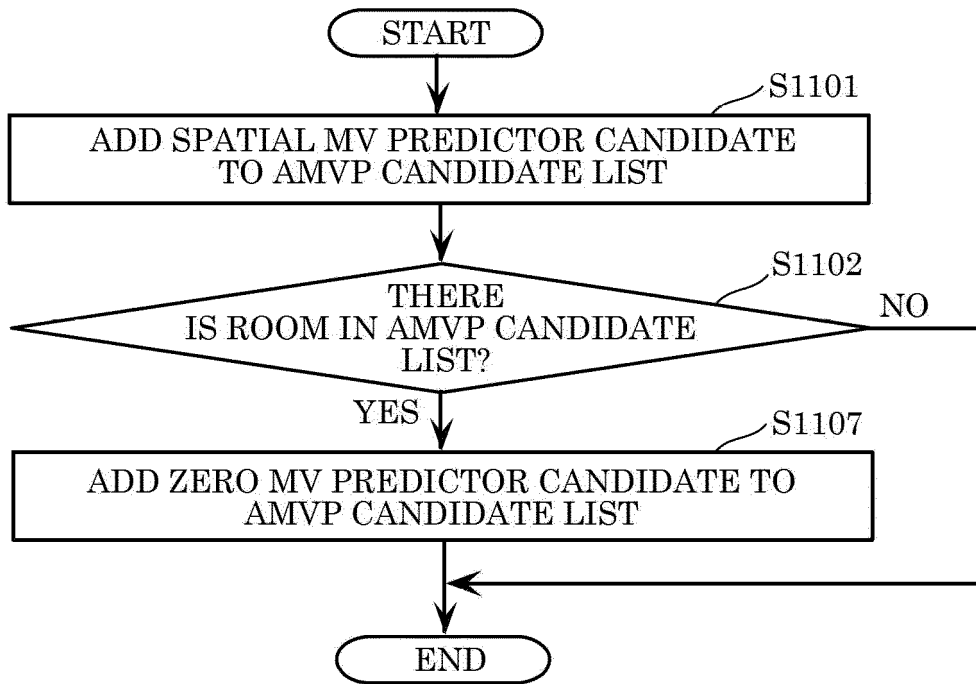 START
S1101
ADD SPATIAL MV PREDICTOR CANDIDATE
TO AMVP CANDIDATE LIST
S1102
THERE
IS ROOM IN AMVP CANDIDATE
LIST?
NO
YES
S1107
ADD ZERO MV PREDICTOR CANDIDATE TO
AMVP CANDIDATE LIST
END